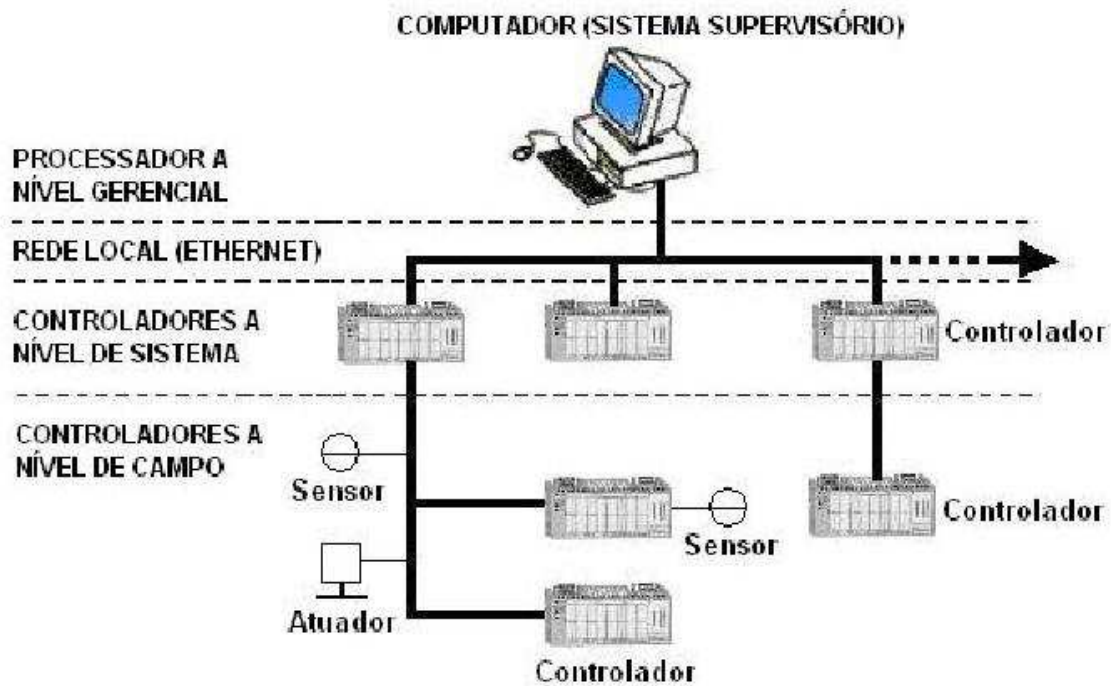 COMPUTADOR (SISTEMA SUPERVISÓRIO)
PROCESSADOR A
NÍVEL GERENCIAL
REDE LOCAL (ETHERNET)
CONTROLADORES A
NÍVEL DE SISTEMA
Controlador
CONTROLADORES A
NÍVEL DE CAMPO
Sensor
Sensor
Controlador
Atuador
Controlador